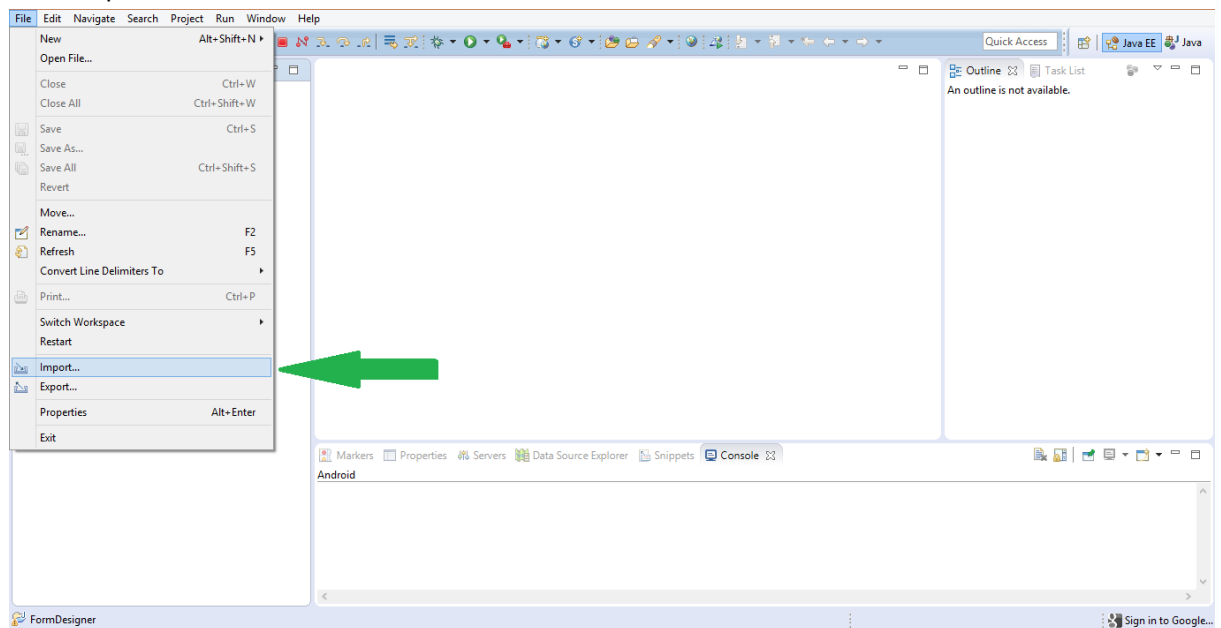 File Edit Navigate Search Project Run Window Help
New Alt+Shift+N
Open File...
Close Ctrl+W
Close All Ctrl+Shift+W
Save Ctrl+S
Save As...
Save All Ctrl+Shift+S
Revert
Move...
Rename... F2
Refresh F5
Convert Line Delimiters To
Print... Ctrl+P
Switch Workspace
Restart
Import...
Export...
Properties Alt+Enter
Exit
Quick Access Java EE Java
Outline Task List
An outline is not available.
Markers Properties Servers Data Source Explorer Snippets Console
Android
FormDesigner Sign in to Google...